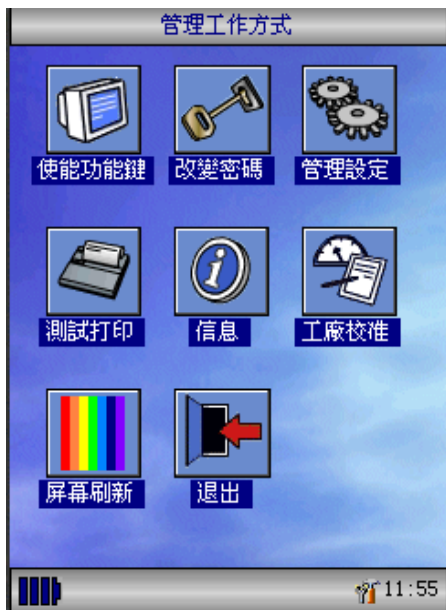 管理工作方式
使能功能鍵 改變密碼 管理設定
測試打印 信息 工廠校准
屏幕刷新 退出
11:55